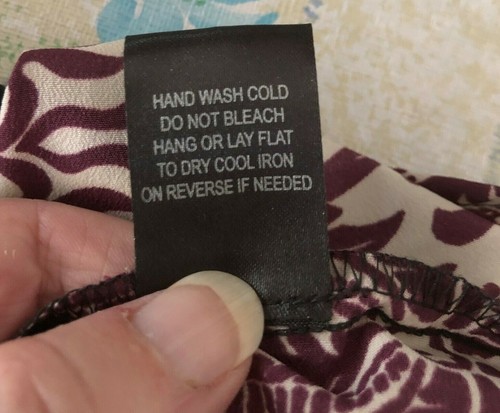 HAND WASH COLD
DO NOT BLEACH
HANG OR LAY FLAT
TO DRY COOL IRON
ON REVERSE IF NEEDED